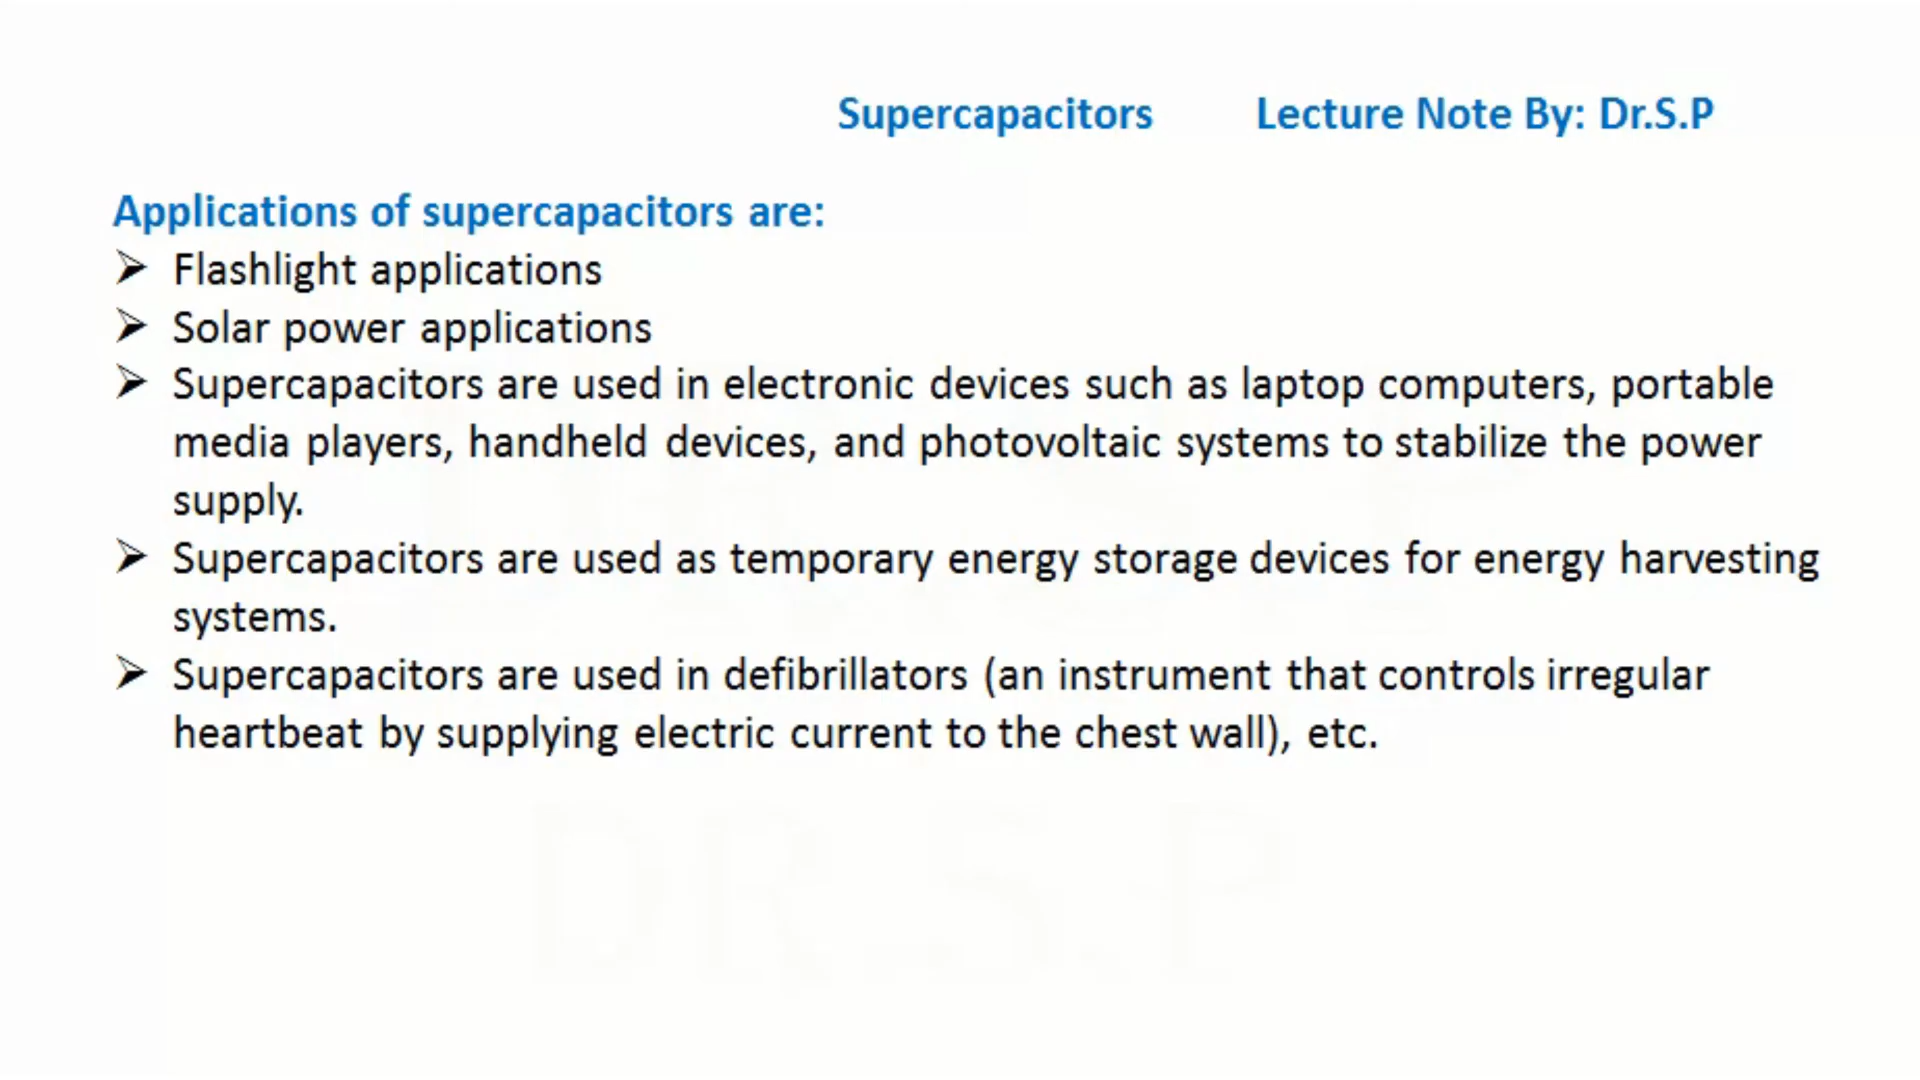 Supercapacitors Lecture Note By: Dr.S.P
Applications of supercapacitors are:
➢ Flashlight applications
➢ Solar power applications
➢ Supercapacitors are used in electronic devices such as laptop computers, portable
media players, handheld devices, and photovoltaic systems to stabilize the power
supply.
➢ Supercapacitors are used as temporary energy storage devices for energy harvesting
systems.
➢ Supercapacitors are used in defibrillators (an instrument that controls irregular
heartbeat by supplying electric current to the chest wall), etc.
DR.S.P